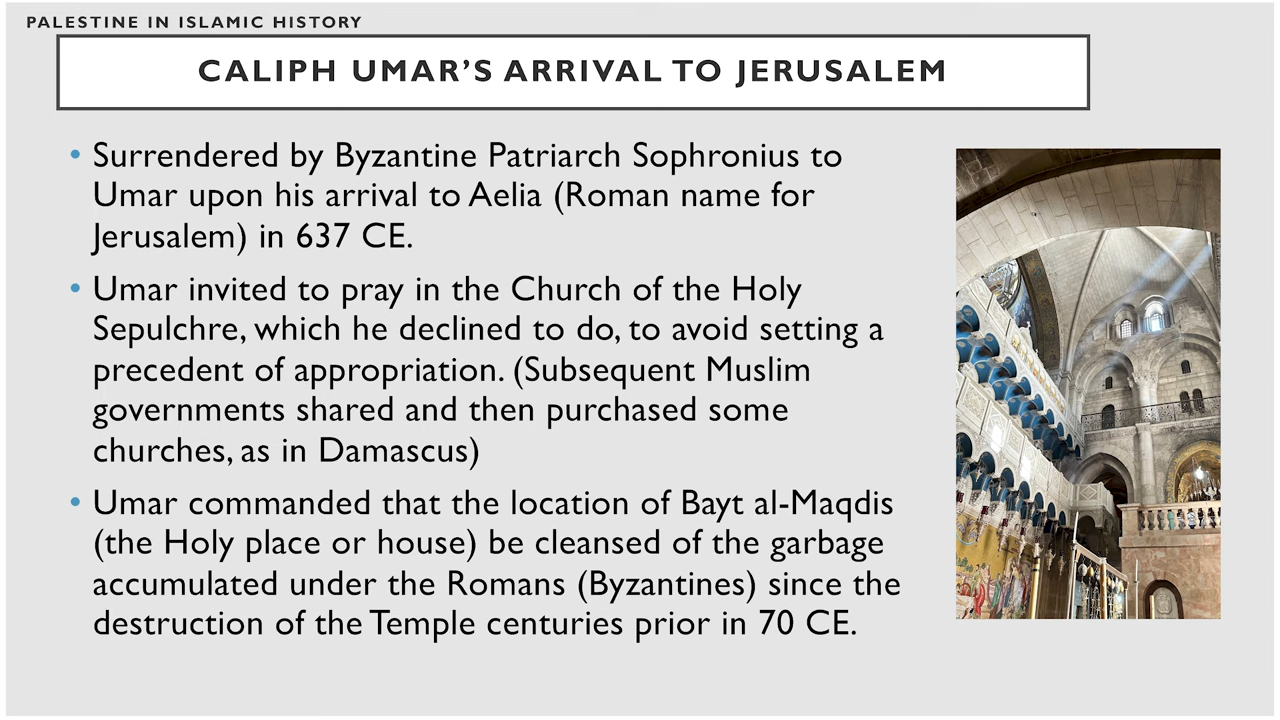 PALESTINE IN ISLAMIC HISTORY
CALIPH UMAR'S ARRIVAL TO JERUSALEM
• Surrendered by Byzantine Patriarch Sophronius to
Umar upon his arrival to Aelia (Roman name for
Jerusalem) in 637 CE.
• Umar invited to pray in the Church of the Holy
Sepulchre, which he declined to do, to avoid setting a
precedent of appropriation. (Subsequent Muslim
governments shared and then purchased some
churches, as in Damascus)
• Umar commanded that the location of Bayt al-Maqdis
(the Holy place or house) be cleansed of the garbage
accumulated under the Romans (Byzantines) since the
destruction of the Temple centuries prior in 70 CE.